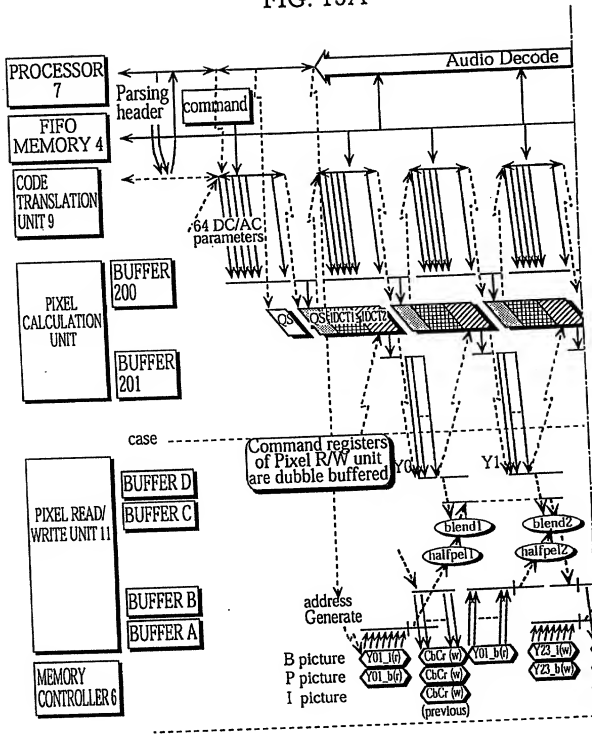 FIG. 13A
PROCESSOR
7
Audio Decode
Parsing
header
command
FIFO
MEMORY 4
CODE
TRANSLATION
UNIT 9
64 DC/AC
parameters
BUFFER
200
PIXEL
CALCULATION
UNIT
QS
QS
IDCT1
IDCT2
BUFFER
201
case
Command registers
of Pixel R/W unit
are dubble buffered
Y0
Y1
BUFFER D
BUFFER C
PIXEL READ/
WRITE UNIT 11
blend1
blend2
halfpel1
halfpel2
BUFFER B
BUFFER A
address
Generate
MEMORY
CONTROLLER 6
B picture
Y01_f(r)
CbCr (w)
Y01_b(r)
Y23_f(w)
P picture
Y01_b(r)
CbCr (w)
Y23_b(w)
I picture
CbCr (w)
(previous)